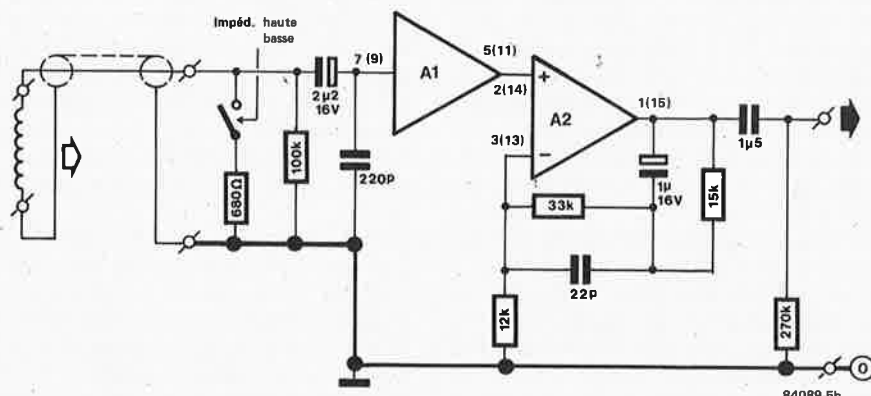 Impéd. haute
basse
7 (9)
A1
5(11)
2(14)
+
A2
3(13)
−
1(15)
2µ2
16V
220p
680Ω
100k
1µ
16V
33k
15k
22p
12k
1µ5
270k
0
84089 5b